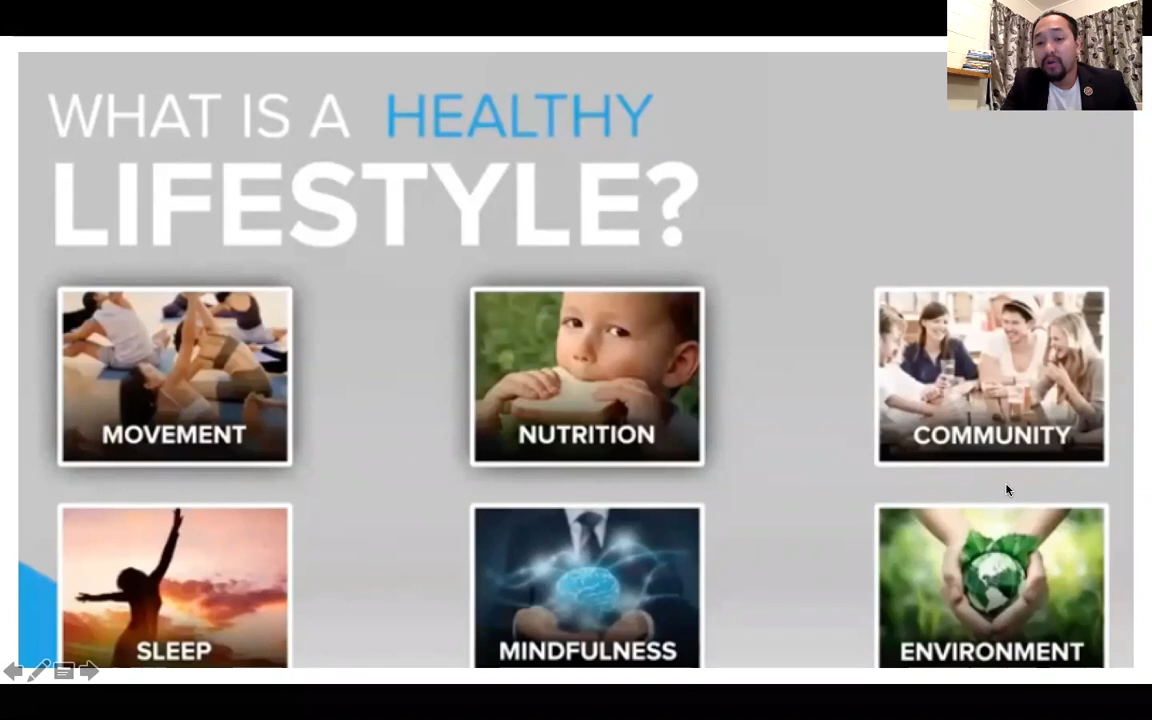 WHAT IS A HEALTHY
LIFESTYLE?
MOVEMENT
NUTRITION
COMMUNITY
SLEEP
MINDFULNESS
ENVIRONMENT